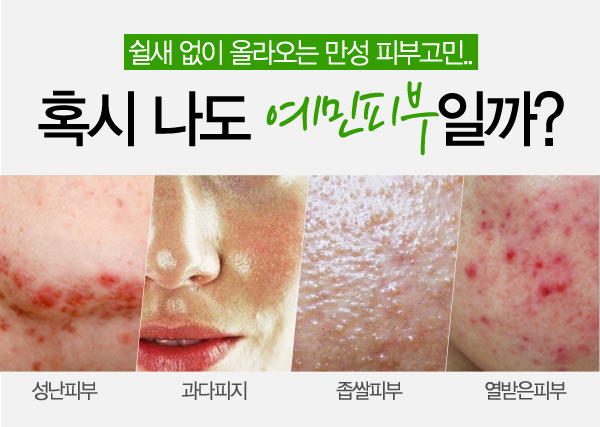 쉴새 없이 올라오는 만성 피부고민..
혹시 나도 예민피부일까?
성난피부
과다피지
좁쌀피부
열받은피부